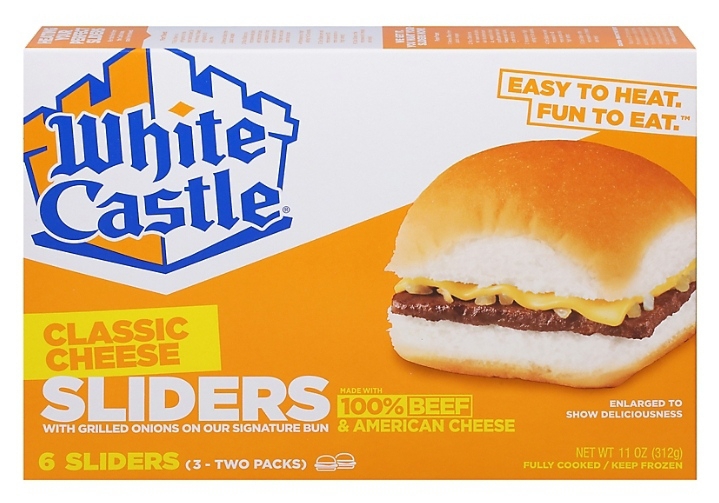 White
Castle®
EASY TO HEAT.
FUN TO EAT.™
CLASSIC
CHEESE
SLIDERS
WITH GRILLED ONIONS ON OUR SIGNATURE BUN
MADE WITH
100% BEEF
& AMERICAN CHEESE
6 SLIDERS (3 - TWO PACKS)
ENLARGED TO
SHOW DELICIOUSNESS
NET WT 11 OZ (312g)
FULLY COOKED / KEEP FROZEN